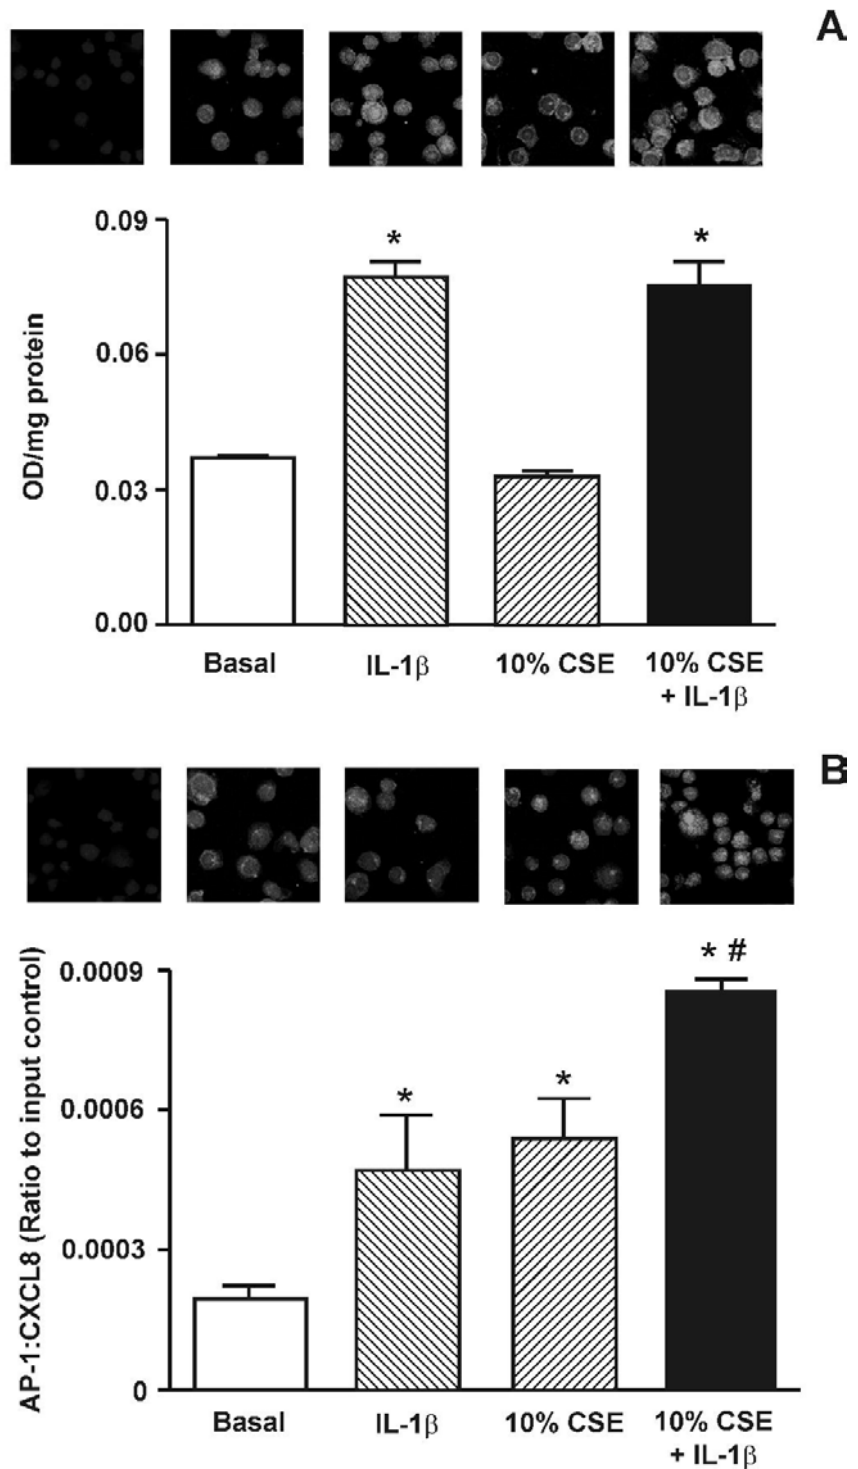 A
OD/mg protein
0.09
0.06
0.03
0.00
*
*
Basal
IL-1β
10% CSE
10% CSE
+ IL-1β
B
AP-1:CXCL8 (Ratio to input control)
0.0009
0.0006
0.0003
0
*
*
* #
Basal
IL-1β
10% CSE
10% CSE
+ IL-1β